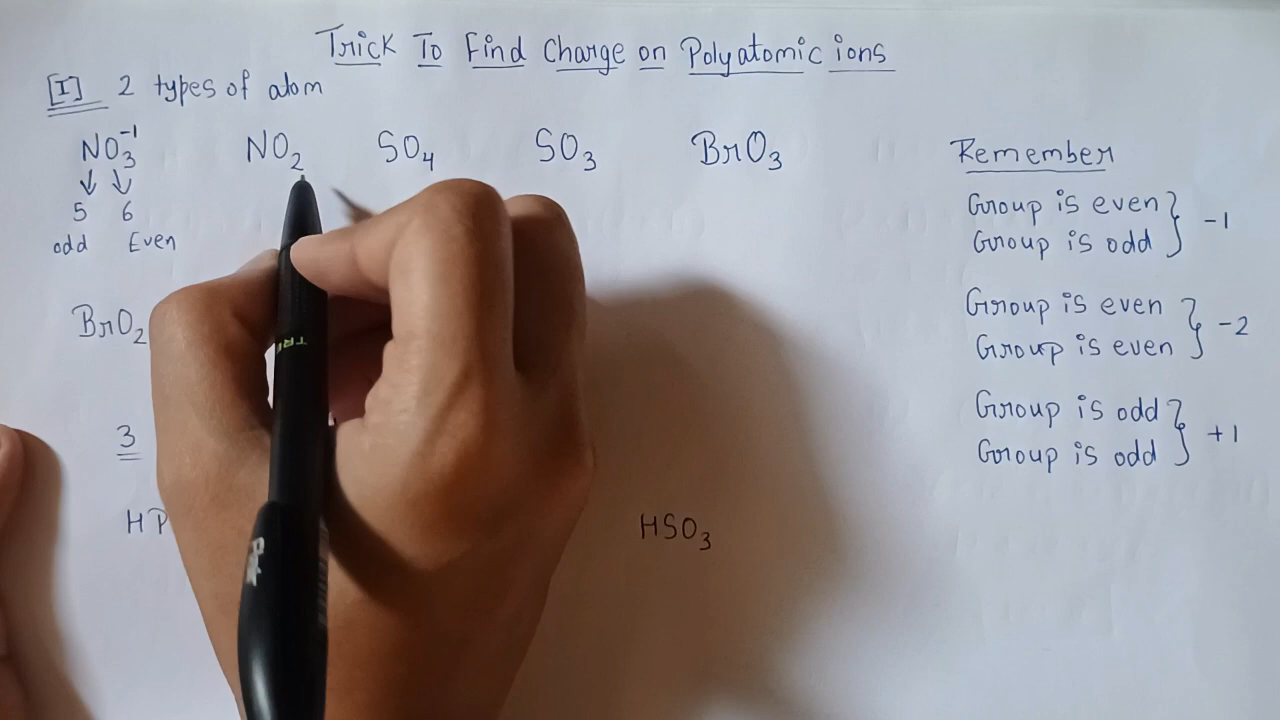 Trick To Find Charge on Polyatomic ions
[I] 2 types of atom
NO₃⁻¹ NO₂ SO₄ SO₃ BrO₃
↓ ↓
5 6
odd Even
BrO₂
3
HP
HSO₃
Remember
Group is even
Group is odd } -1
Group is even
Group is even } -2
Group is odd
Group is odd } +1